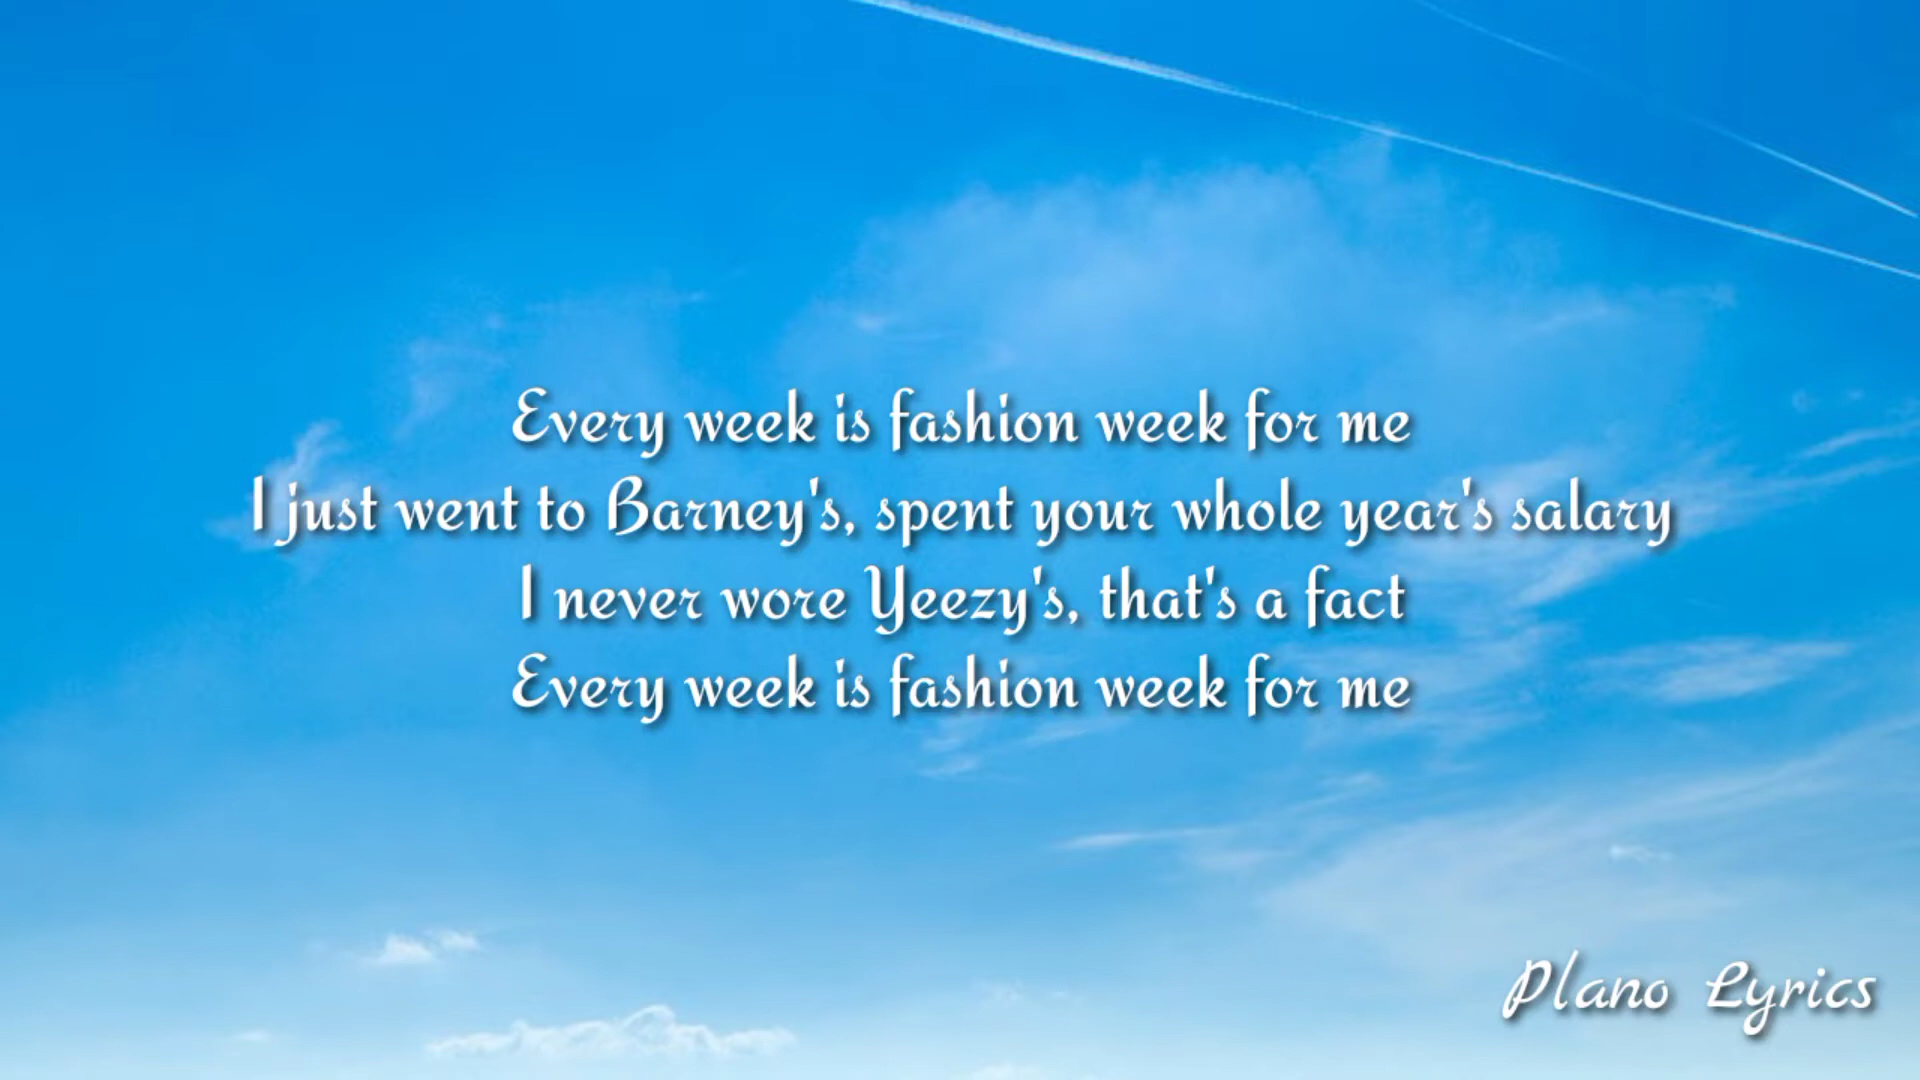 Every week is fashion week for me
I just went to Barney's, spent your whole year's salary
I never wore Yeezy's, that's a fact
Every week is fashion week for me
Plano Lyrics